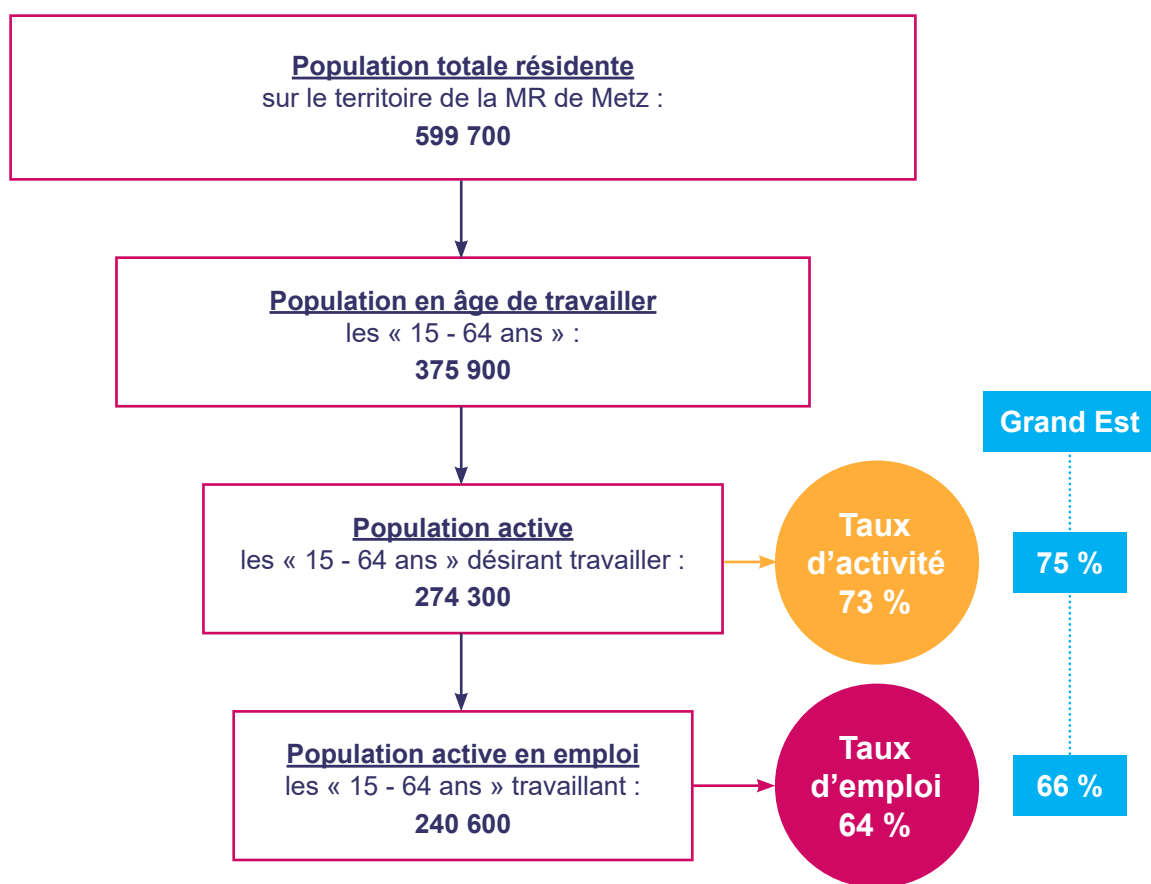 Population totale résidente
sur le territoire de la MR de Metz :
599 700
Population en âge de travailler
les « 15 - 64 ans » :
375 900
Grand Est
Population active
les « 15 - 64 ans » désirant travailler :
274 300
Taux
d’activité
73 %
75 %
Population active en emploi
les « 15 - 64 ans » travaillant :
240 600
Taux
d’emploi
64 %
66 %